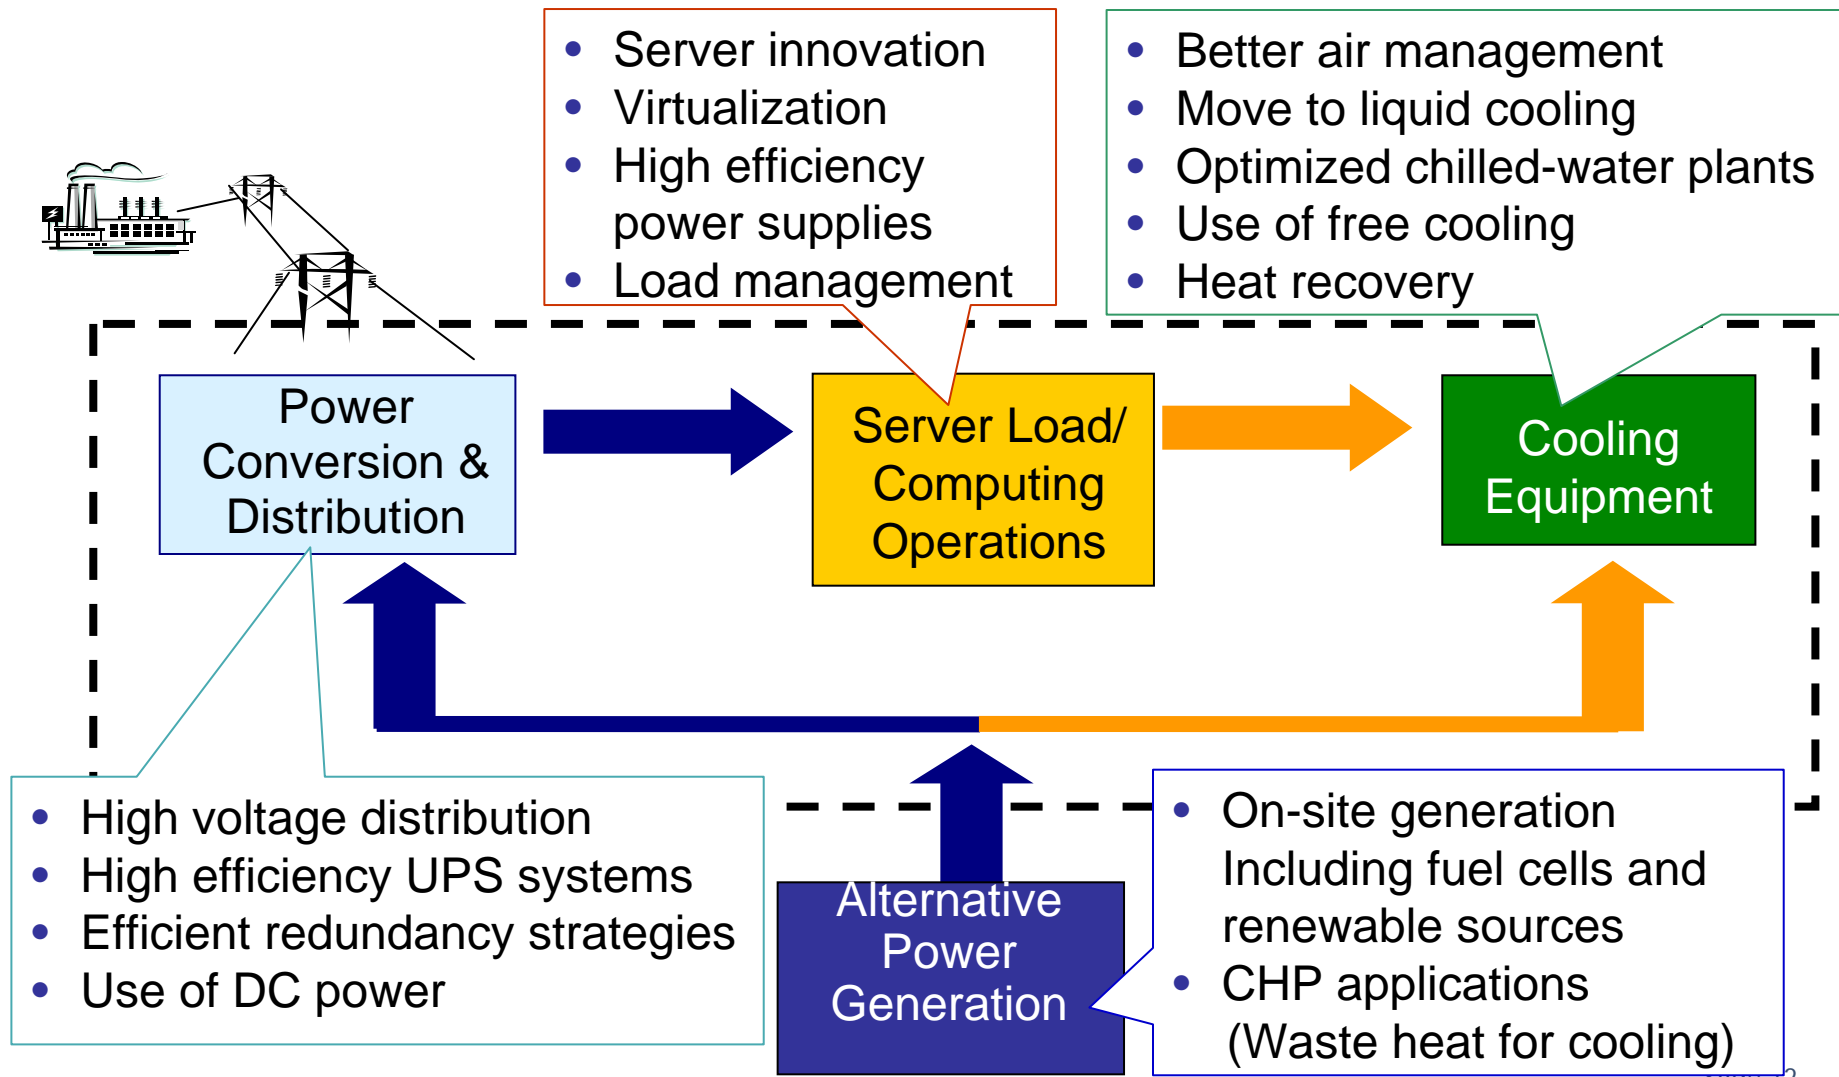 • Server innovation
• Virtualization
• High efficiency
power supplies
• Load management
• Better air management
• Move to liquid cooling
• Optimized chilled-water plants
• Use of free cooling
• Heat recovery
Power
Conversion &
Distribution
Server Load/
Computing
Operations
Cooling
Equipment
• High voltage distribution
• High efficiency UPS systems
• Efficient redundancy strategies
• Use of DC power
Alternative
Power
Generation
• On-site generation
Including fuel cells and
renewable sources
• CHP applications
(Waste heat for cooling)